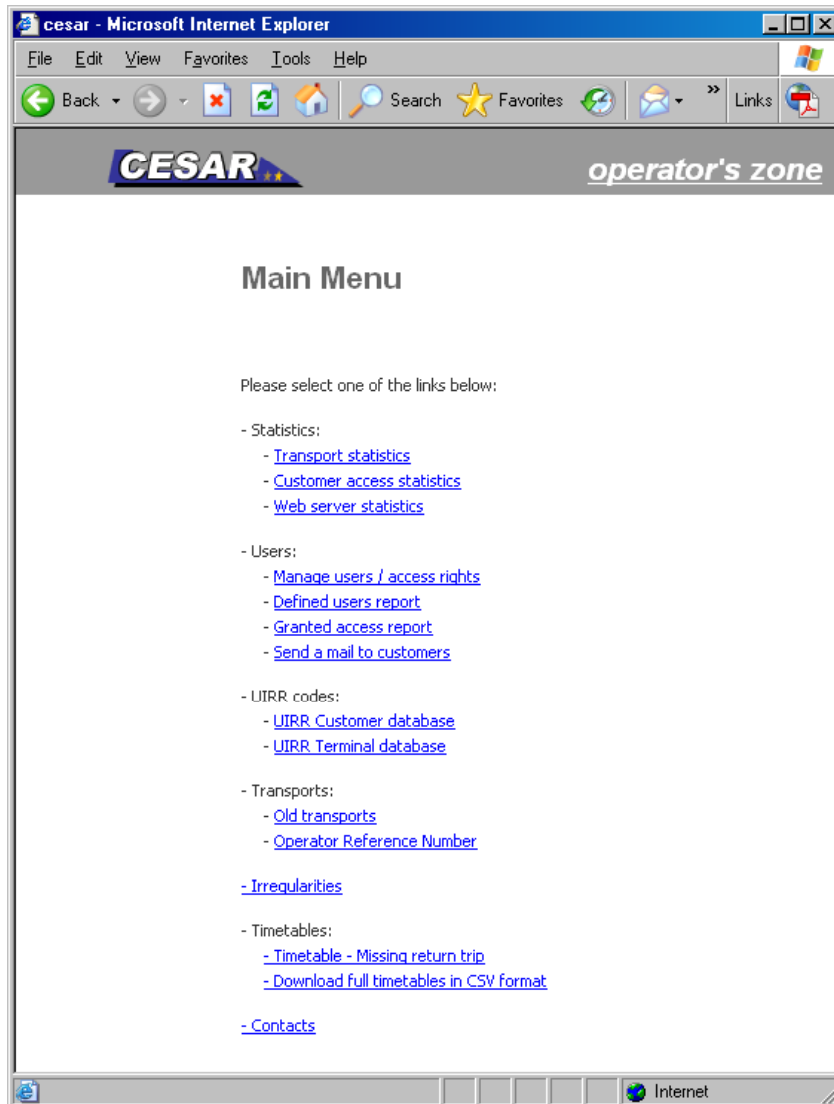 cesar - Microsoft Internet Explorer
File Edit View Favorites Tools Help
Back Search Favorites » Links
CESAR operator's zone
Main Menu
Please select one of the links below:
- Statistics:
- Transport statistics
- Customer access statistics
- Web server statistics
- Users:
- Manage users / access rights
- Defined users report
- Granted access report
- Send a mail to customers
- UIRR codes:
- UIRR Customer database
- UIRR Terminal database
- Transports:
- Old transports
- Operator Reference Number
- Irregularities
- Timetables:
- Timetable - Missing return trip
- Download full timetables in CSV format
- Contacts
Internet